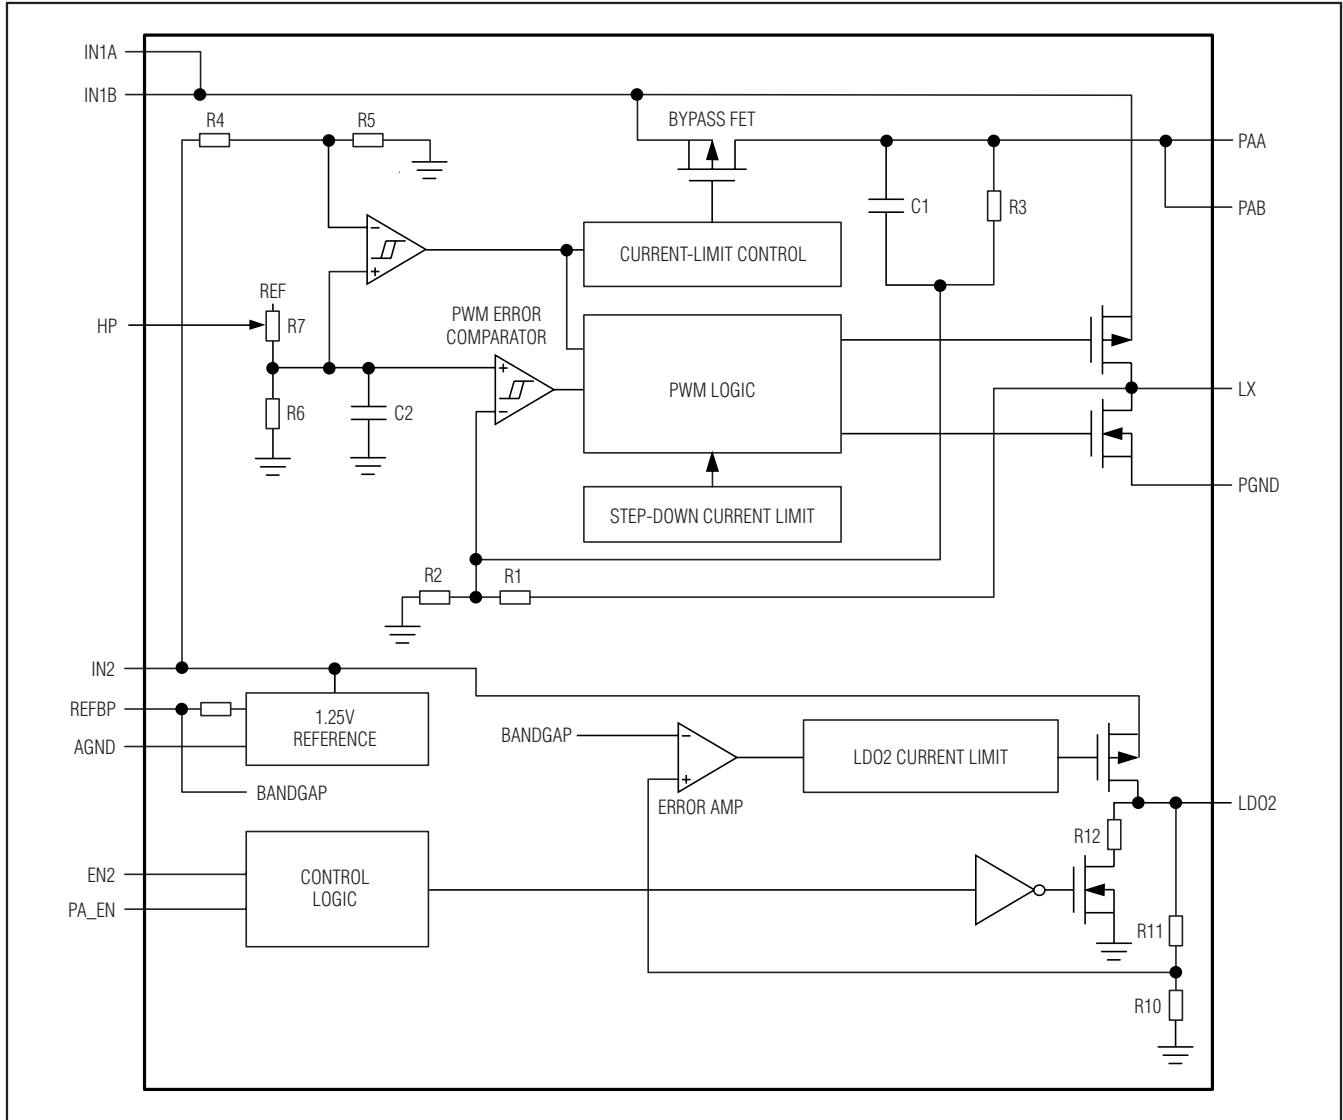 IN1A
IN1B
R4
R5
BYPASS FET
PAA
PAB
C1
R3
−
+
CURRENT-LIMIT CONTROL
REF
HP
R7
PWM ERROR
COMPARATOR
+
−
PWM LOGIC
R6
C2
LX
PGND
STEP-DOWN CURRENT LIMIT
R2
R1
IN2
REFBP
AGND
1.25V
REFERENCE
BANDGAP
BANDGAP
−
+
ERROR AMP
LDO2 CURRENT LIMIT
LDO2
R12
EN2
PA_EN
CONTROL
LOGIC
R11
R10